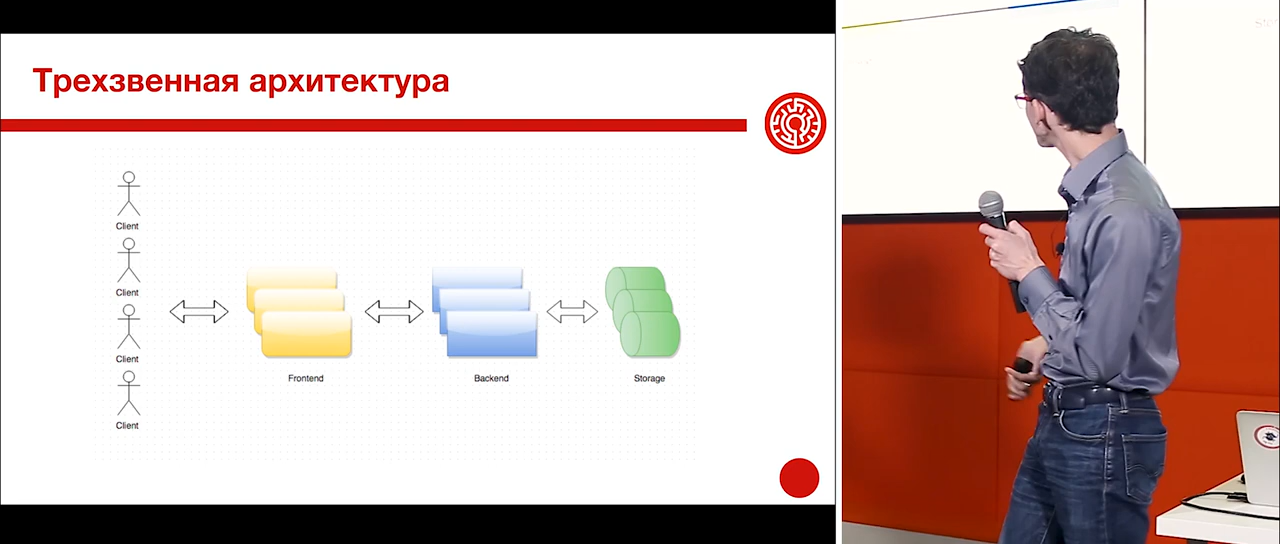 Трехзвенная архитектура
Client
Client
Client
Client
Frontend
Backend
Storage